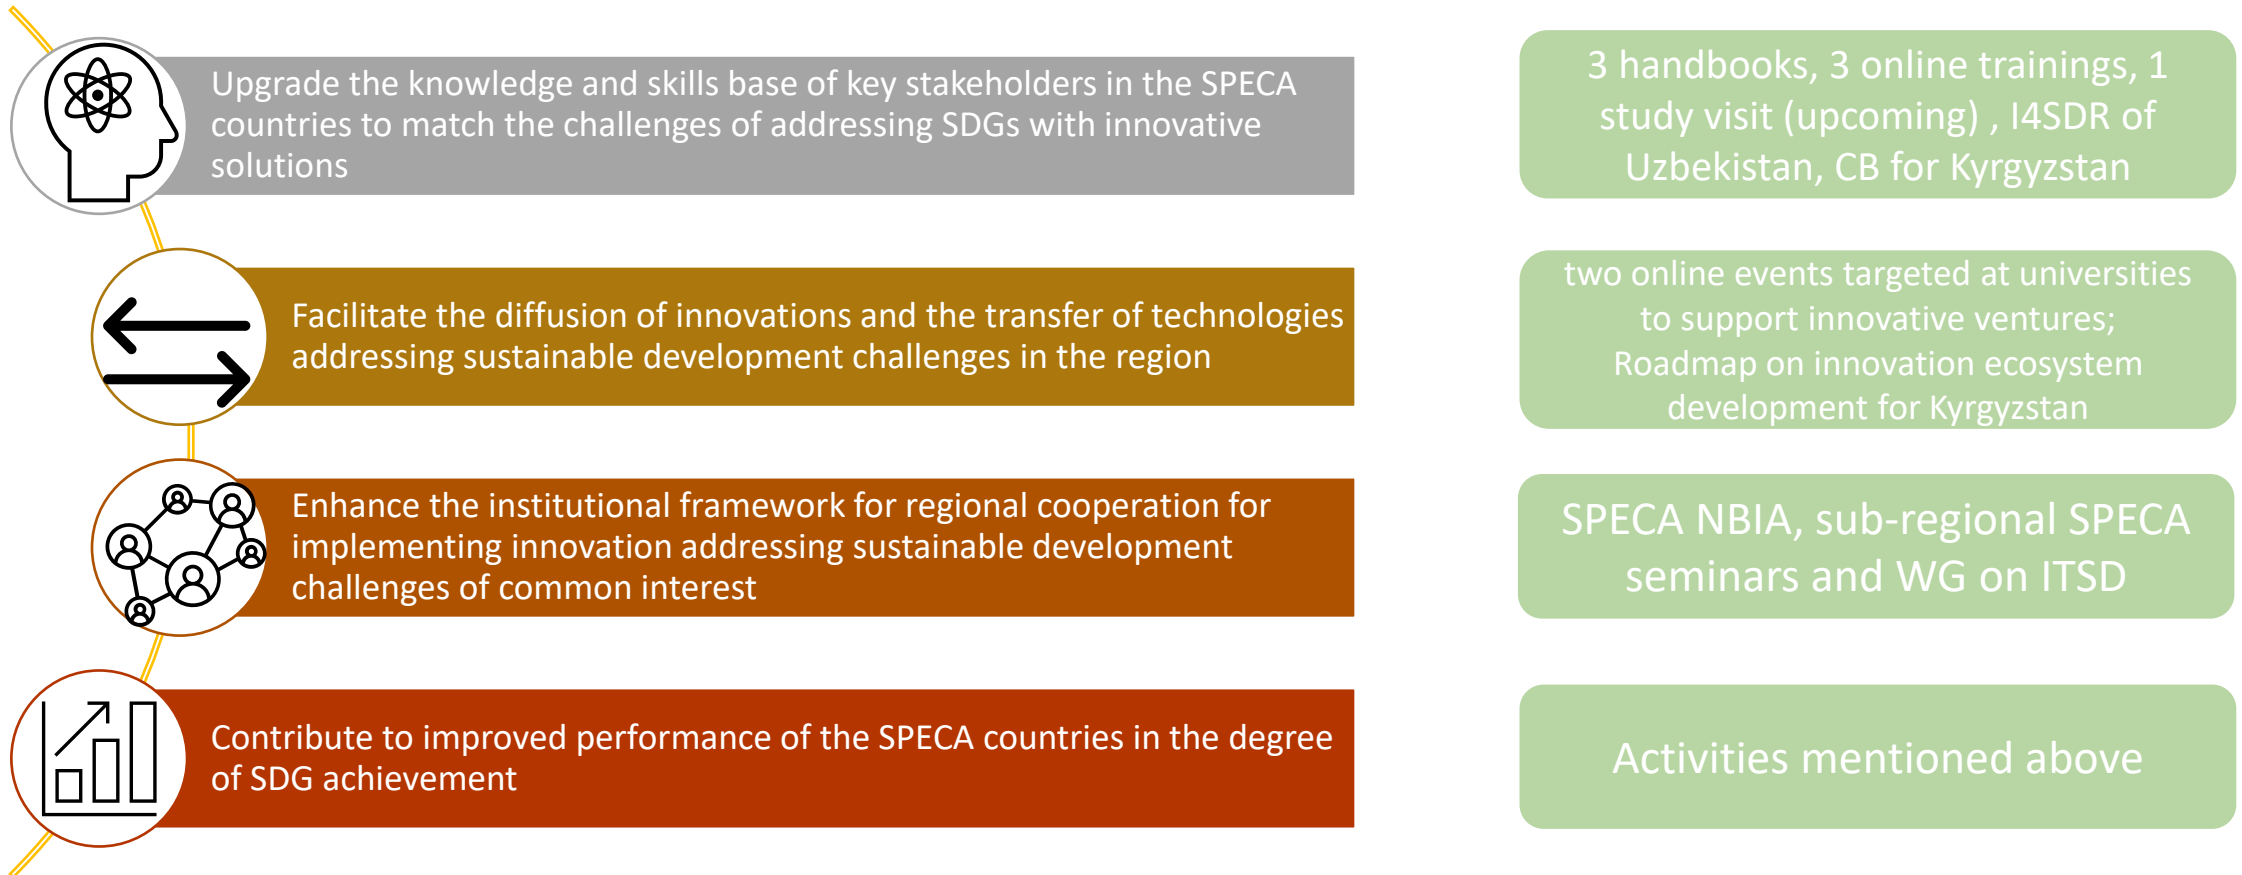 Upgrade the knowledge and skills base of key stakeholders in the SPECA
countries to match the challenges of addressing SDGs with innovative
solutions
3 handbooks, 3 online trainings, 1
study visit (upcoming) , I4SDR of
Uzbekistan, CB for Kyrgyzstan
Facilitate the diffusion of innovations and the transfer of technologies
addressing sustainable development challenges in the region
two online events targeted at universities
to support innovative ventures;
Roadmap on innovation ecosystem
development for Kyrgyzstan
Enhance the institutional framework for regional cooperation for
implementing innovation addressing sustainable development
challenges of common interest
SPECA NBIA, sub-regional SPECA
seminars and WG on ITSD
Contribute to improved performance of the SPECA countries in the degree
of SDG achievement
Activities mentioned above